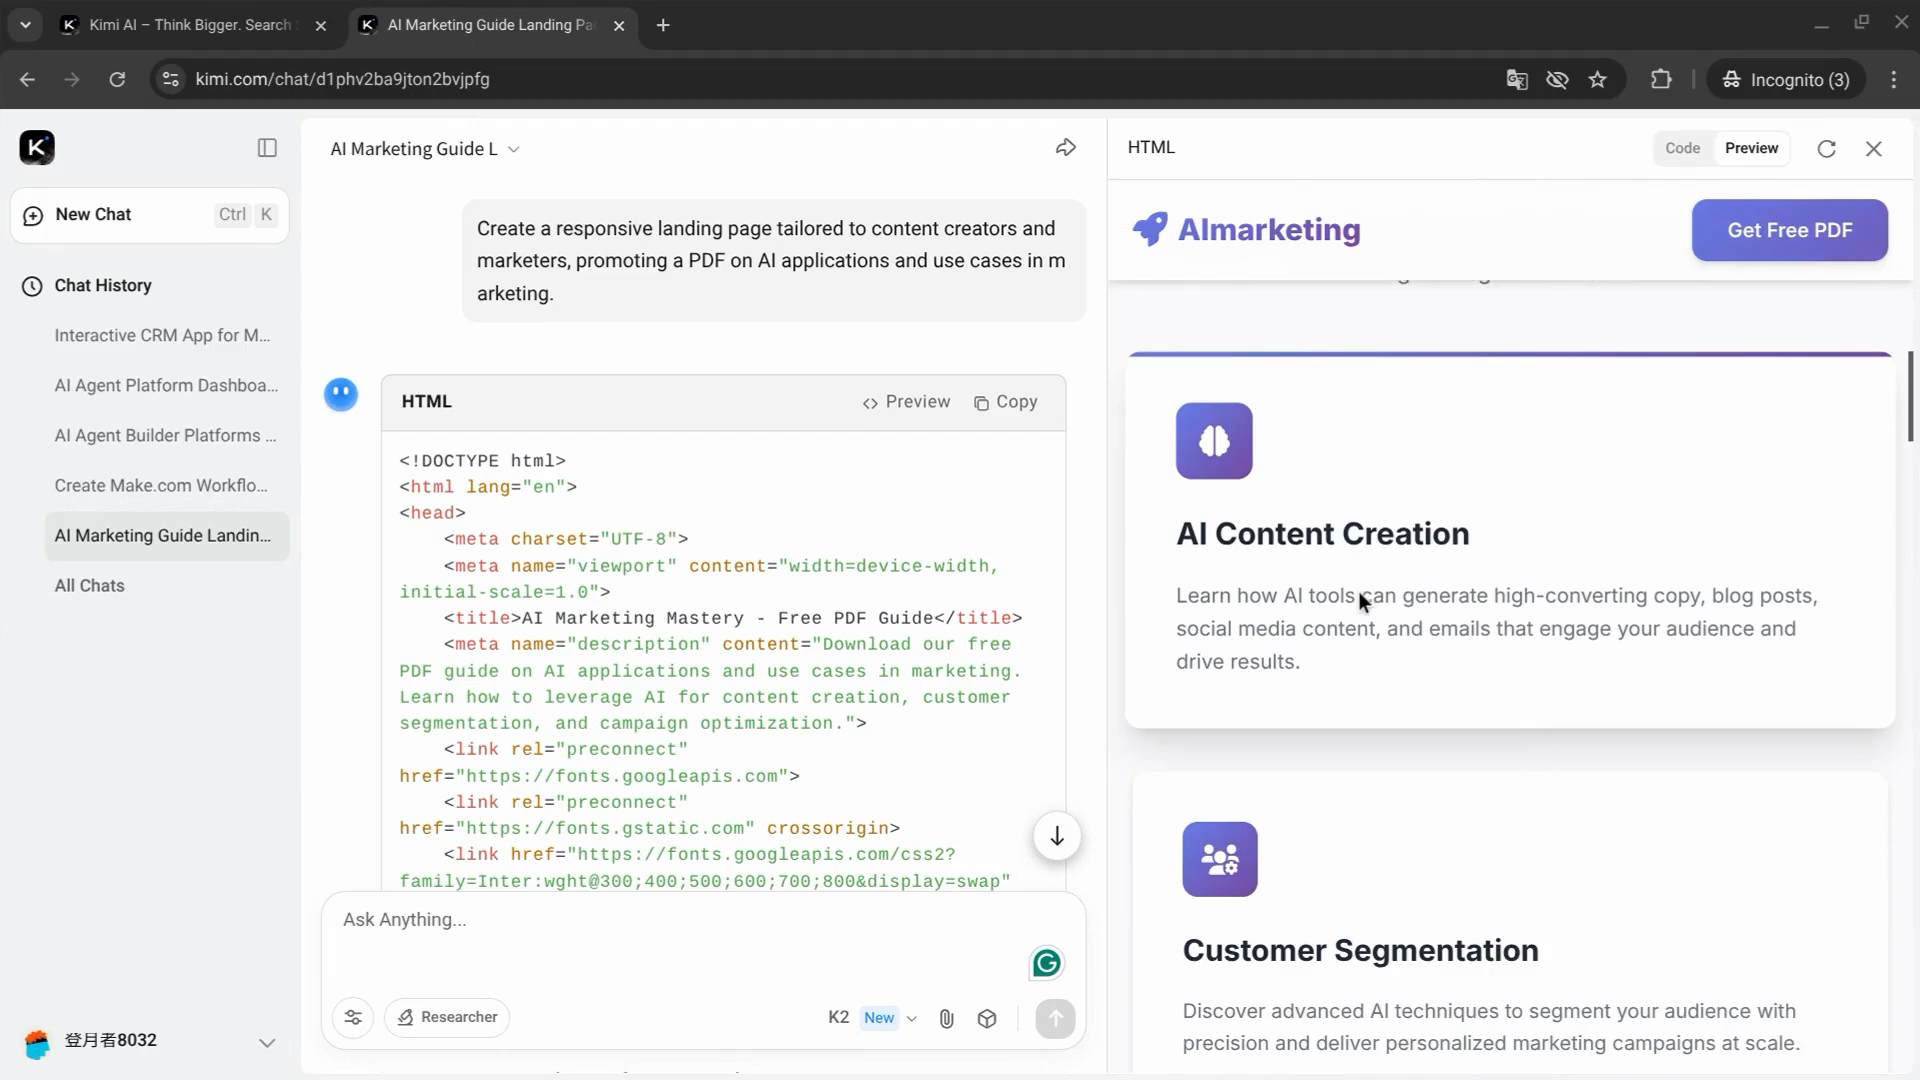 Kimi AI – Think Bigger. Search
AI Marketing Guide Landing Pa
kimi.com/chat/d1phv2ba9jton2bvjpfg
Incognito (3)
K
New Chat
Ctrl K
Chat History
Interactive CRM App for M...
AI Agent Platform Dashboa...
AI Agent Builder Platforms ...
Create Make.com Workflo...
AI Marketing Guide Landin...
All Chats
登月者8032
AI Marketing Guide L
Create a responsive landing page tailored to content creators and
marketers, promoting a PDF on AI applications and use cases in m
arketing.
HTML
Preview
Copy
<!DOCTYPE html>
<html lang="en">
<head>
<meta charset="UTF-8">
<meta name="viewport" content="width=device-width,
initial-scale=1.0">
<title>AI Marketing Mastery - Free PDF Guide</title>
<meta name="description" content="Download our free
PDF guide on AI applications and use cases in marketing.
Learn how to leverage AI for content creation, customer
segmentation, and campaign optimization.">
<link rel="preconnect"
href="https://fonts.googleapis.com">
<link rel="preconnect"
href="https://fonts.gstatic.com" crossorigin>
<link href="https://fonts.googleapis.com/css2?
family=Inter:wght@300;400;500;600;700;800&display=swap"
Ask Anything...
Researcher
K2 New
HTML
Code
Preview
AImarketing
Get Free PDF
AI Content Creation
Learn how AI tools can generate high-converting copy, blog posts,
social media content, and emails that engage your audience and
drive results.
Customer Segmentation
Discover advanced AI techniques to segment your audience with
precision and deliver personalized marketing campaigns at scale.